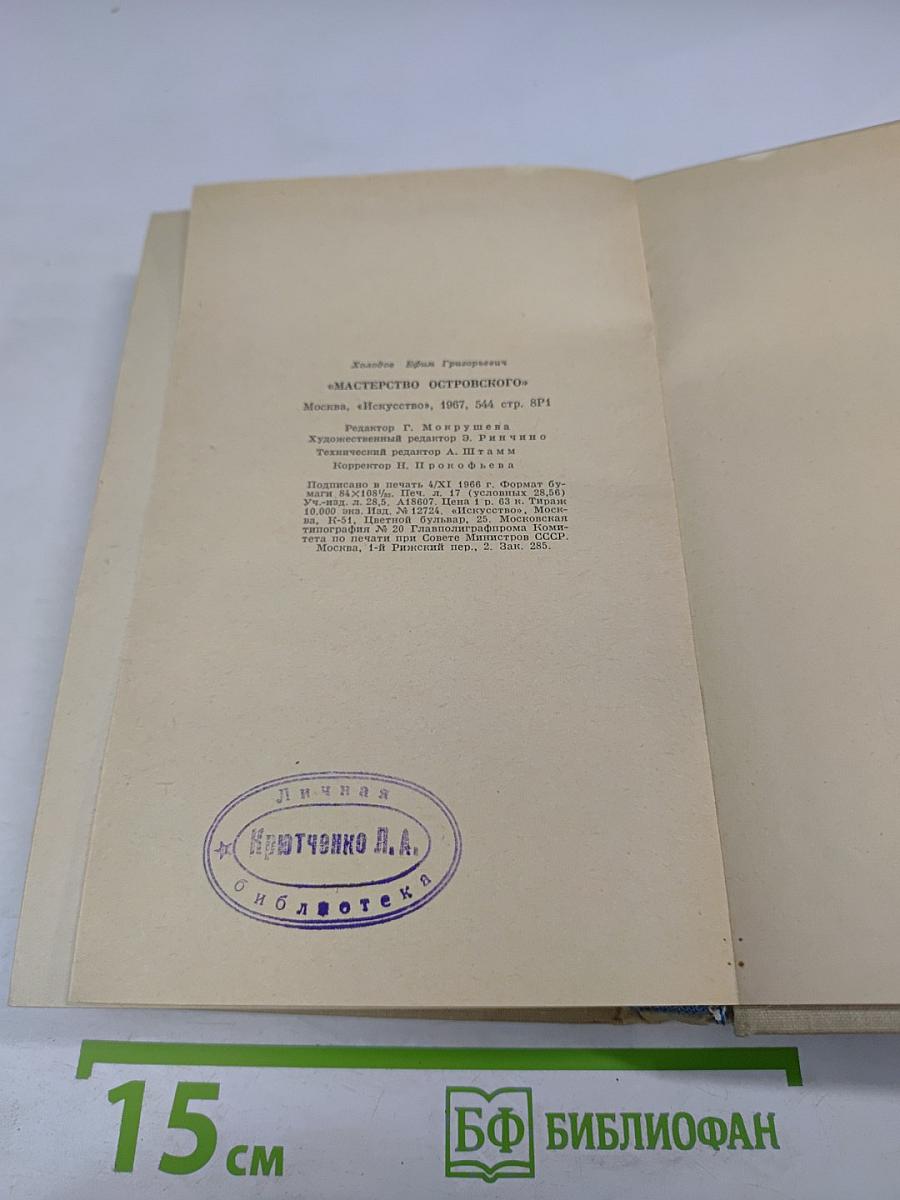 Холодов Ефим Григорьевич
«МАСТЕРСТВО ОСТРОВСКОГО»
Москва, «Искусство», 1967, 544 стр. 8Р1
Редактор Г. Мокрушева
Художественный редактор Э. Ринчино
Технический редактор А. Штамм
Корректор Н. Прокофьева
Подписано в печать 4/XI 1966 г. Формат бу-
маги 84×108¹/₃₂. Печ. л. 17 (условных 28,56)
Уч.-изд. л. 28,5. А18607. Цена 1 р. 63 к. Тираж
10.000 экз. Изд. № 12724. «Искусство», Моск-
ва, К-51, Цветной бульвар, 25. Московская
типография № 20 Главполиграфпрома Коми-
тета по печати при Совете Министров СССР.
Москва, 1-й Рижский пер., 2. Зак. 285.
Личная
Крютченко Л.А.
библиотека
15 см
БФ БИБЛИОФАН